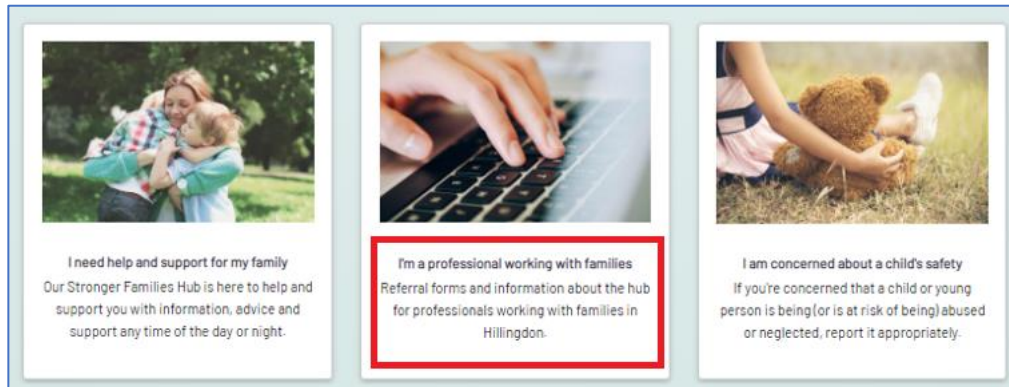 I need help and support for my family
Our Stronger Families Hub is here to help and
support you with information, advice and
support any time of the day or night.
I'm a professional working with families
Referral forms and information about the hub
for professionals working with families in
Hillingdon.
I am concerned about a child's safety
If you're concerned that a child or young
person is being (or is at risk of being) abused
or neglected, report it appropriately.